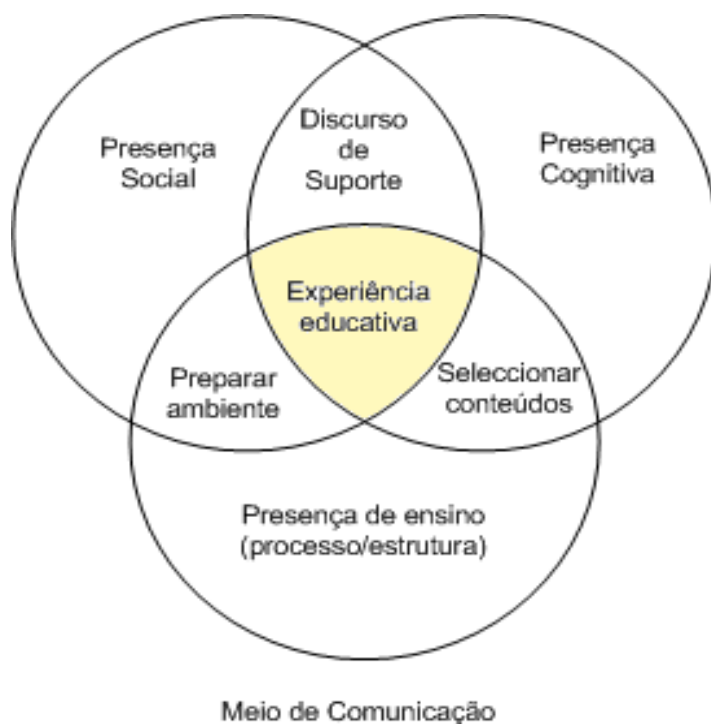 Presença
Social
Discurso
de
Suporte
Presença
Cognitiva
Experiência
educativa
Preparar
ambiente
Seleccionar
conteúdos
Presença de ensino
(processo/estrutura)
Meio de Comunicação